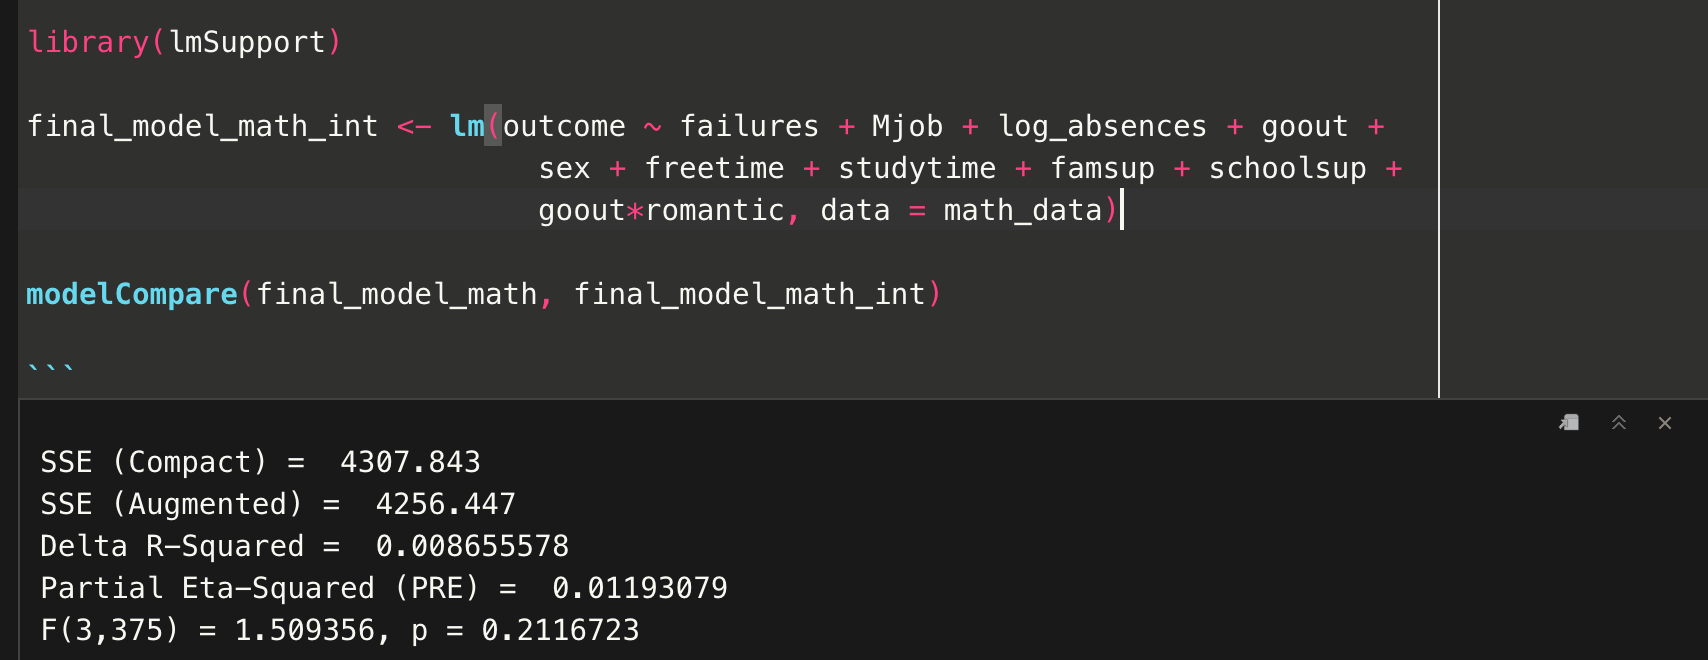 library(lmSupport)
final_model_math_int <- lm(outcome ~ failures + Mjob + log_absences + goout +
sex + freetime + studytime + famsup + schoolsup +
goout*romantic, data = math_data)
modelCompare(final_model_math, final_model_math_int)
```
SSE (Compact) =  4307.843
SSE (Augmented) =  4256.447
Delta R-Squared =  0.008655578
Partial Eta-Squared (PRE) =  0.01193079
F(3,375) = 1.509356, p = 0.2116723